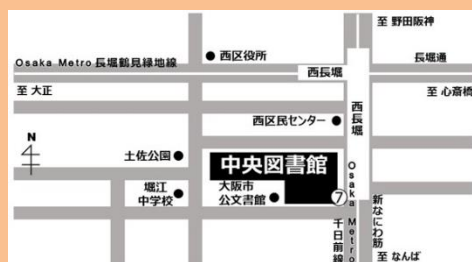 至 野田阪神
西区役所
長堀通
Osaka Metro 長堀鶴見緑地線
西長堀
至 大正
至 心斎橋
西長堀
西区民センター
N
土佐公園
中央図書館
堀江
中学校
大阪市
公文書館
⑦
Osaka Metro
千日前線
新なにわ筋
至 なんば